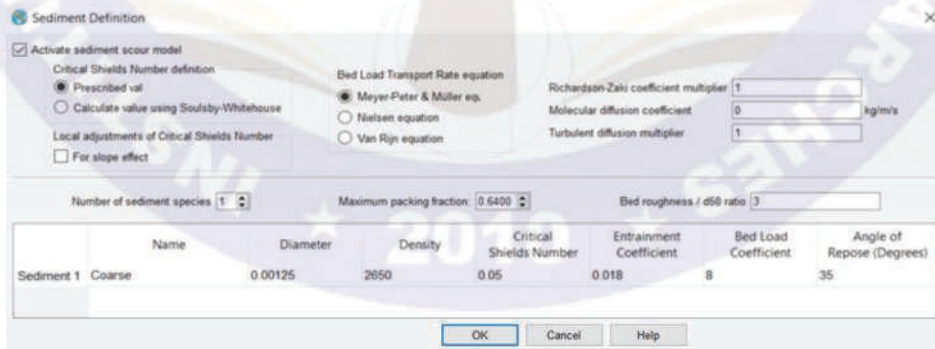 Sediment Definition
Activate sediment scour model
Critical Shields Number definition
Prescribed val
Calculate value using Soulsby-Whitehouse
Local adjustments of Critical Shields Number
For slope effect
Bed Load Transport Rate equation
Meyer-Peter & Müller eq.
Nielsen equation
Van Rijn equation
Richardson-Zaki coefficient multiplier 1
Molecular diffusion coefficient 0 kg/m/s
Turbulent diffusion multiplier 1
Number of sediment species 1 Maximum packing fraction: 0.6400 Bed roughness / d50 ratio 3
Name Diameter Density Critical Shields Number Entrainment Coefficient Bed Load Coefficient Angle of Repose (Degrees)
Sediment 1 Coarse 0.00125 2650 0.05 0.018 8 35
OK Cancel Help
2010